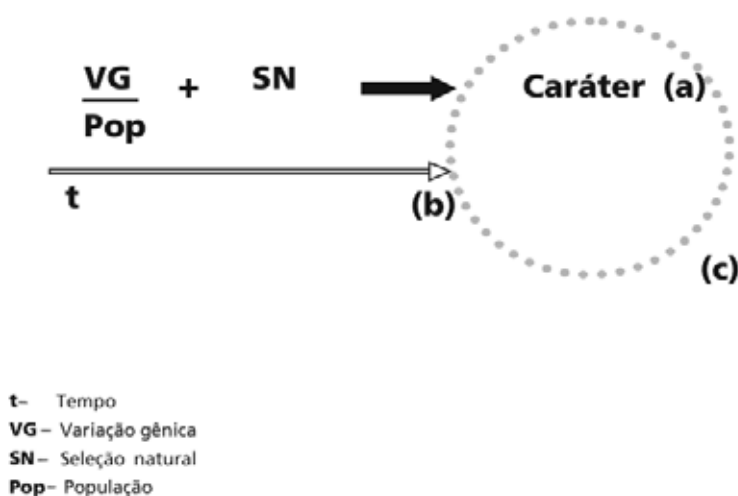 VG + SN Caráter (a)
Pop
t (b)
(c)
t– Tempo
VG – Variação gênica
SN – Seleção natural
Pop– População